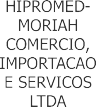 HIPROMED-
MORIAH
COMERCIO,
IMPORTACAO
E SERVICOS
LTDA